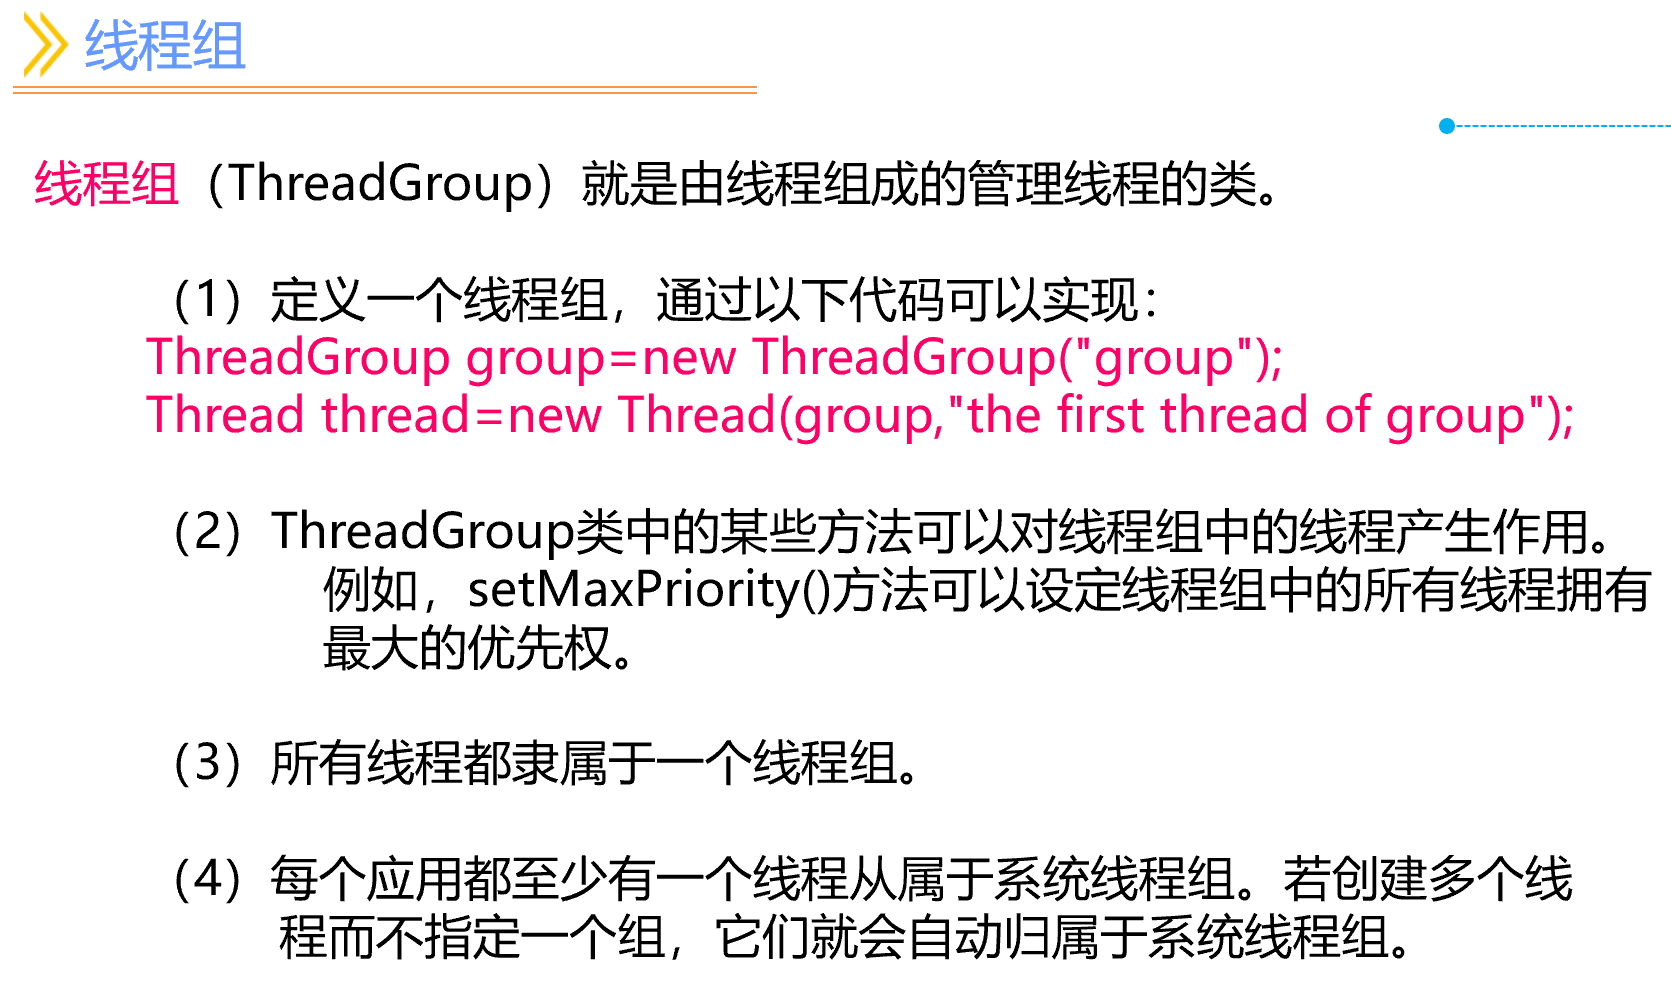 线程组
线程组（ThreadGroup）就是由线程组成的管理线程的类。
（1）定义一个线程组，通过以下代码可以实现：
ThreadGroup group=new ThreadGroup("group");
Thread thread=new Thread(group,"the first thread of group");
（2）ThreadGroup类中的某些方法可以对线程组中的线程产生作用。
例如，setMaxPriority()方法可以设定线程组中的所有线程拥有
最大的优先权。
（3）所有线程都隶属于一个线程组。
（4）每个应用都至少有一个线程从属于系统线程组。若创建多个线
程而不指定一个组，它们就会自动归属于系统线程组。